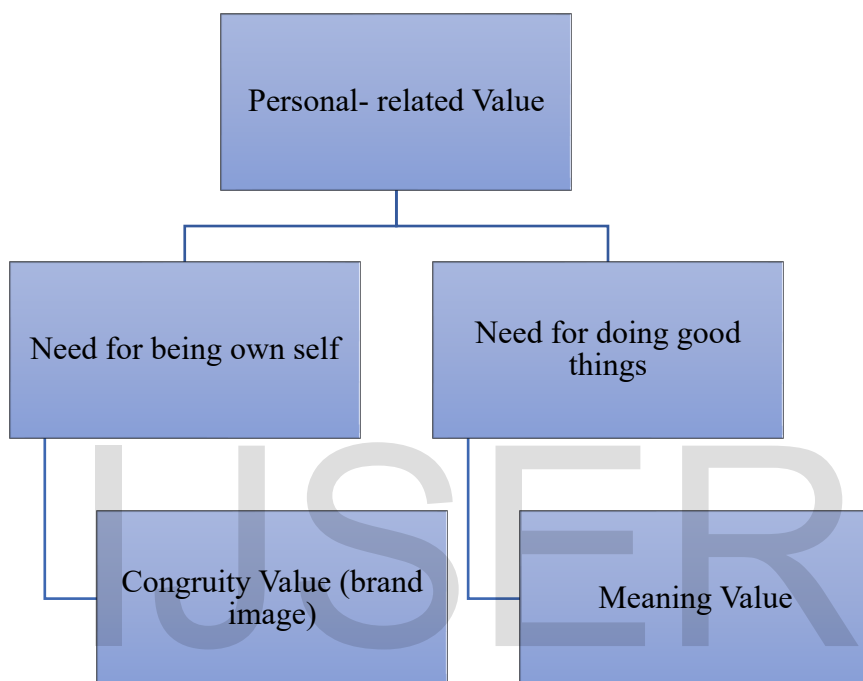 Personal- related Value
Need for being own self
Need for doing good
things
Congruity Value (brand
image)
Meaning Value
IJSER